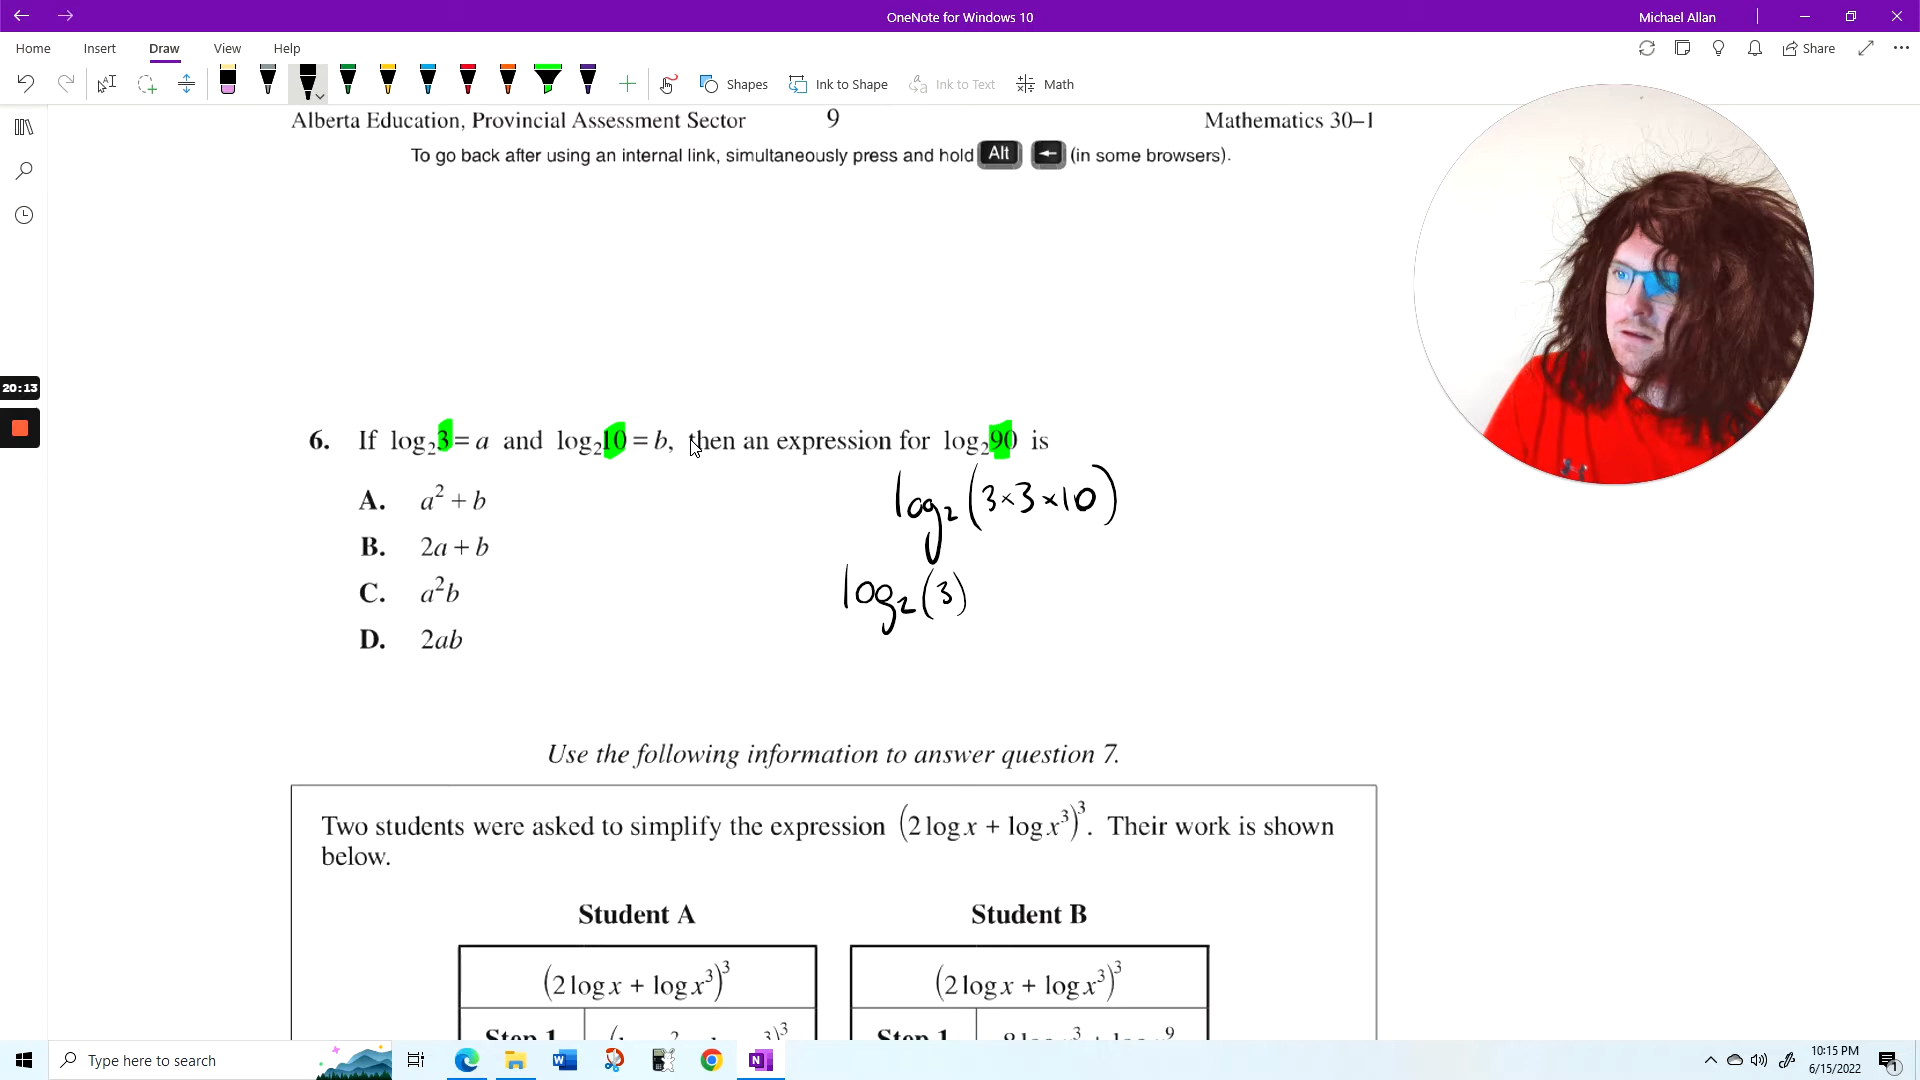 OneNote for Windows 10
Michael Allan
Home Insert Draw View Help
Share
Shapes Ink to Shape Ink to Text Math
Alberta Education, Provincial Assessment Sector 9 Mathematics 30–1
To go back after using an internal link, simultaneously press and hold Alt ← (in some browsers).
20:13
6. If log₂3 = a and log₂10 = b, then an expression for log₂90 is
A. a² + b
B. 2a + b
C. a²b
D. 2ab
log₂(3×3×10)
log₂(3)
Use the following information to answer question 7.
Two students were asked to simplify the expression (2 log x + log x³)³. Their work is shown
below.
Student A Student B
(2 log x + log x³)³ (2 log x + log x³)³
Step 1 Step 1
Type here to search
10:15 PM
6/15/2022
1